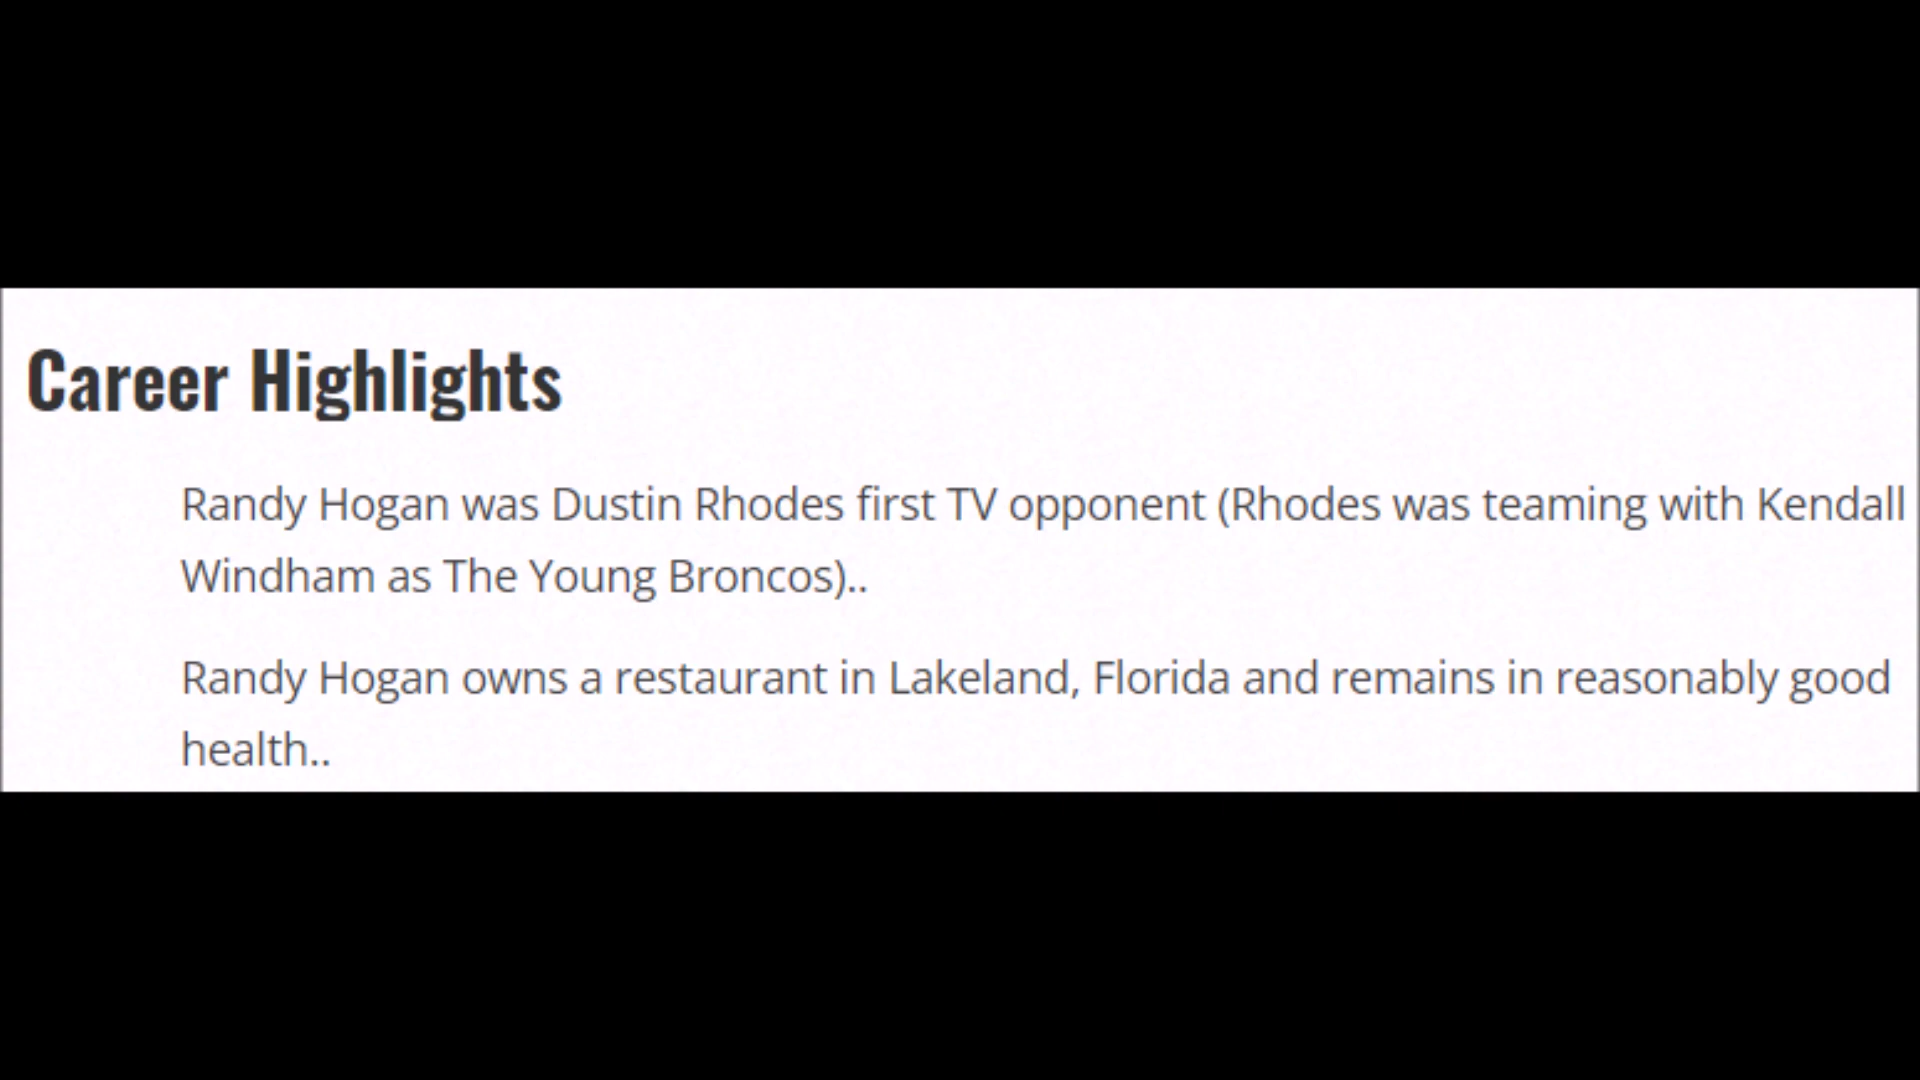 Career Highlights
Randy Hogan was Dustin Rhodes first TV opponent (Rhodes was teaming with Kendall
Windham as The Young Broncos)..
Randy Hogan owns a restaurant in Lakeland, Florida and remains in reasonably good
health..